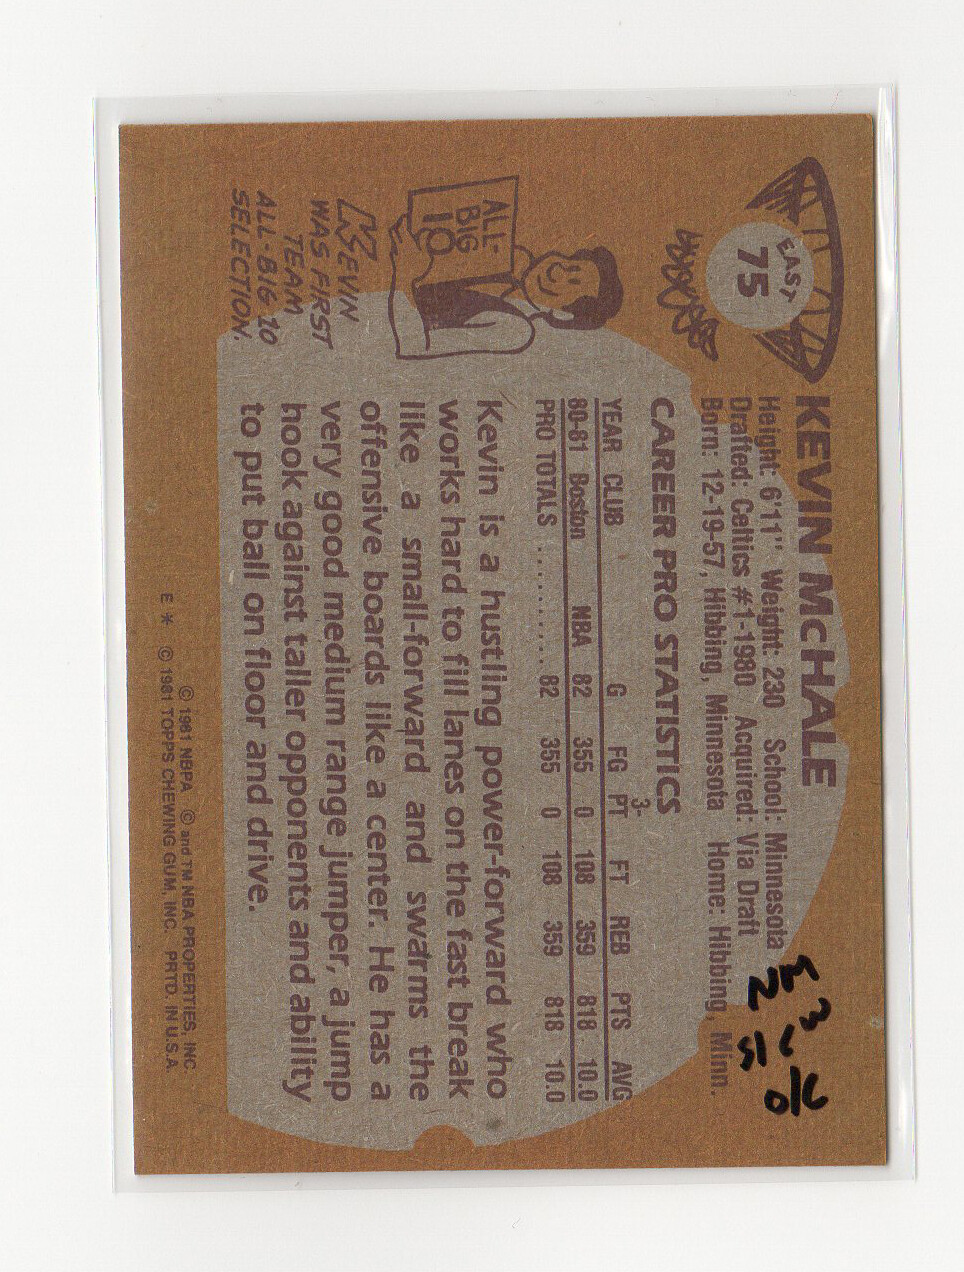 EAST
75
KEVIN McHALE
Height: 6'11" Weight: 230 School: Minnesota
Drafted: Celtics #1-1980 Acquired: Via Draft
Born: 12-19-57, Hibbing, Minnesota Home: Hibbing, Minn.
CAREER PRO STATISTICS
YEAR CLUB G FG 3-PT FT REB PTS AVG
80-81 Boston NBA 82 355 0 108 359 818 10.0
PRO TOTALS .......... 82 355 0 108 359 818 10.0
Kevin is a hustling power-forward who
works hard to fill lanes on the fast break
like a small-forward and swarms the
offensive boards like a center. He has a
very good medium range jumper, a jump
hook against taller opponents and ability
to put ball on floor and drive.
ALL-
BIG
10
KEVIN
WAS FIRST
TEAM
ALL-BIG 10
SELECTION.
© 1981 NBPA © and TM NBA PROPERTIES, INC.
E * © 1981 TOPPS CHEWING GUM, INC. PRTD. IN U.S.A.